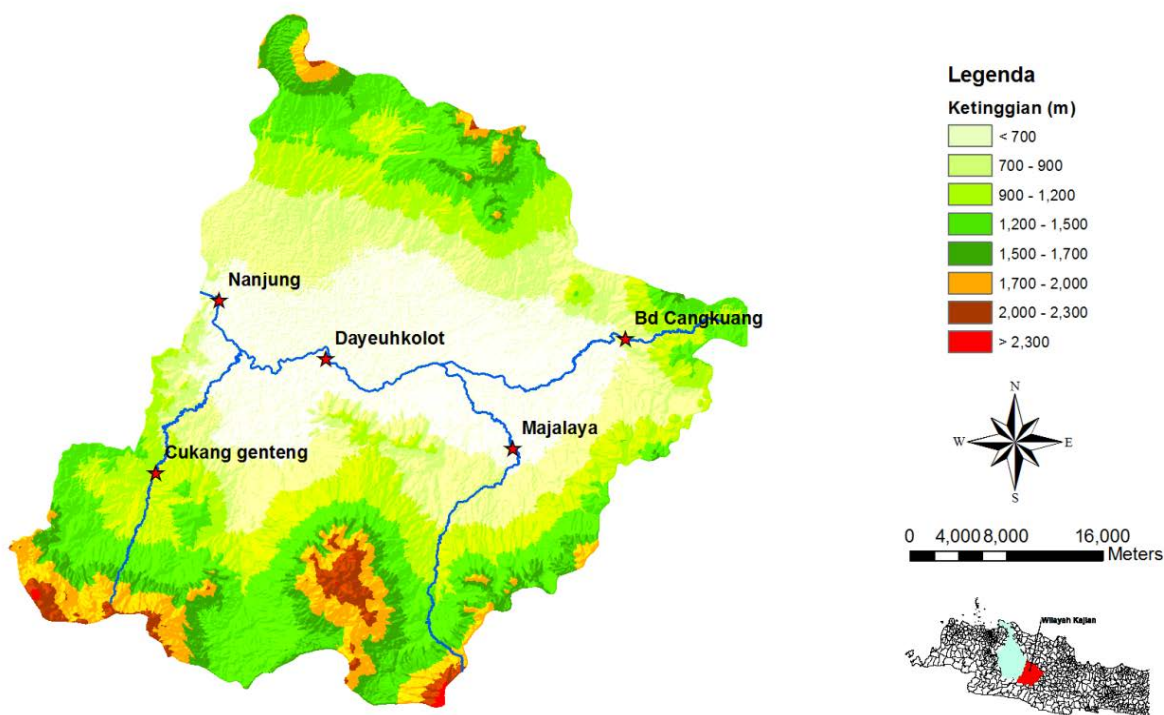 Nanjung
Dayeuhkolot
Bd Cangkuang
Majalaya
Cukang genteng
Legenda
Ketinggian (m)
< 700
700 - 900
900 - 1,200
1,200 - 1,500
1,500 - 1,700
1,700 - 2,000
2,000 - 2,300
> 2,300
N
W E
S
0 4,0008,000 16,000
Meters
Wilayah Kajian